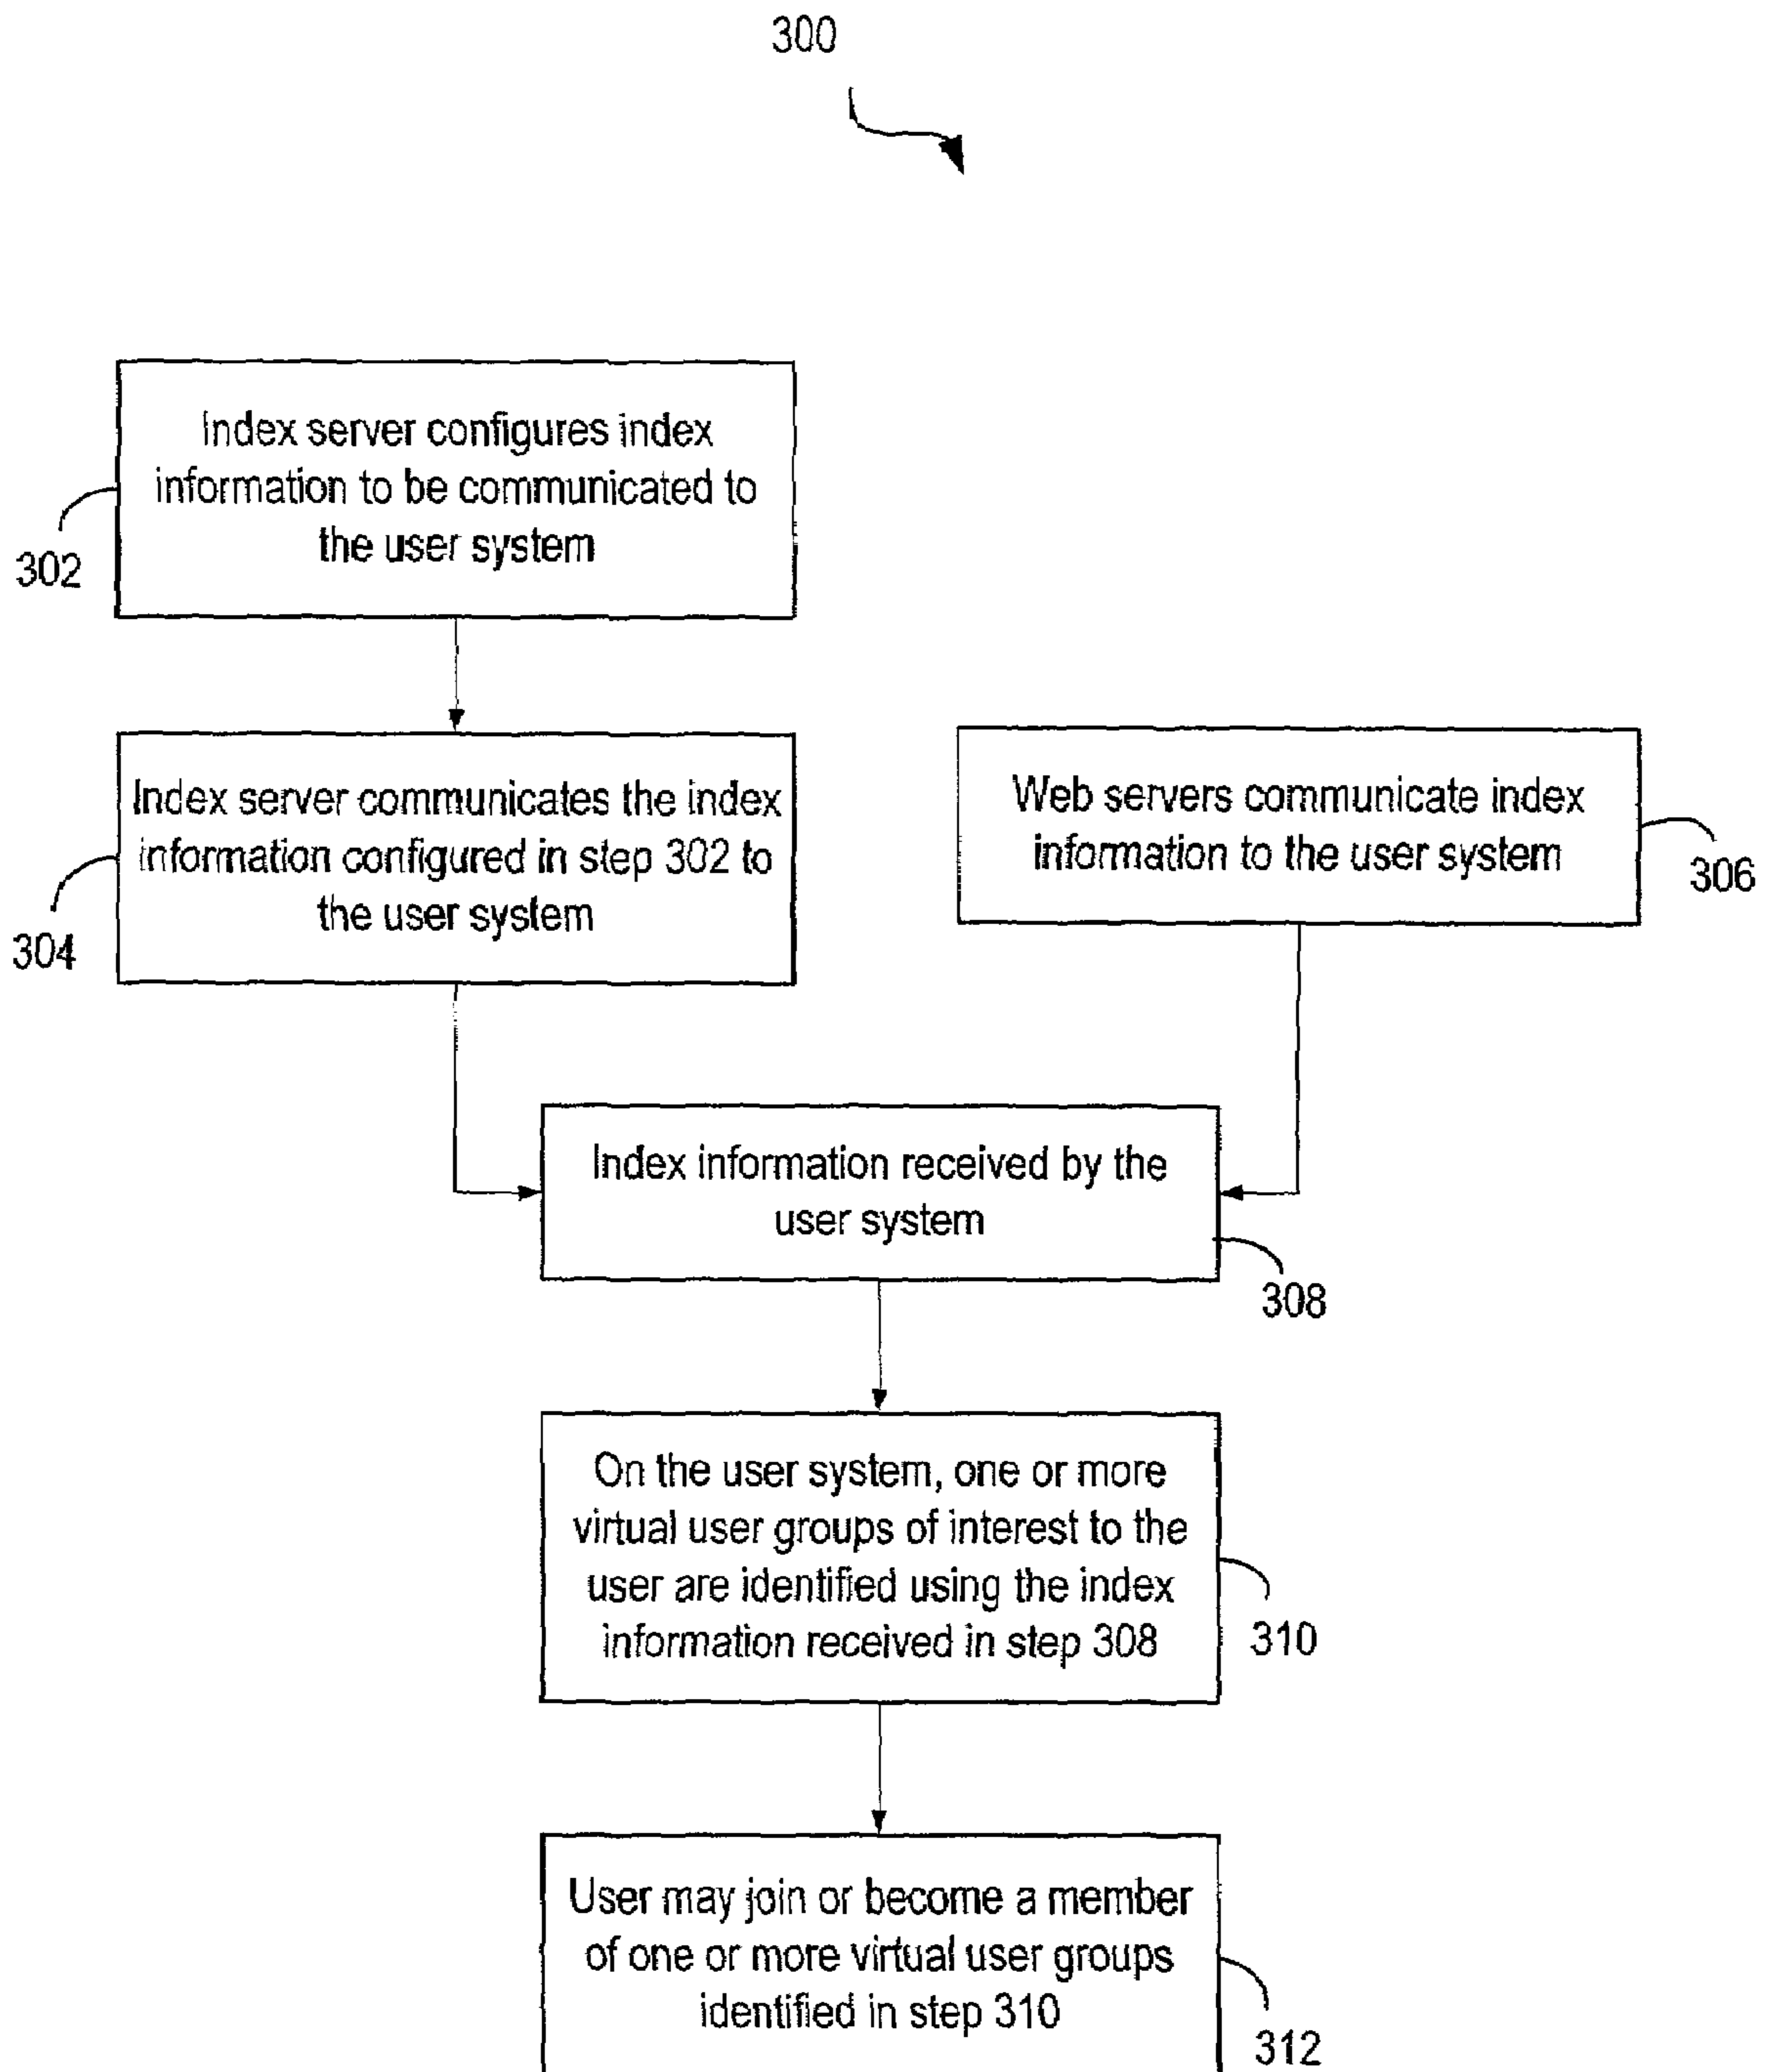 300
Index server configures index
information to be communicated to
the user system
302
Index server communicates the index
information configured in step 302 to
the user system
304
Web servers communicate index
information to the user system
306
Index information received by the
user system
308
On the user system, one or more
virtual user groups of interest to the
user are identified using the index
information received in step 308
310
User may join or become a member
of one or more virtual user groups
identified in step 310
312